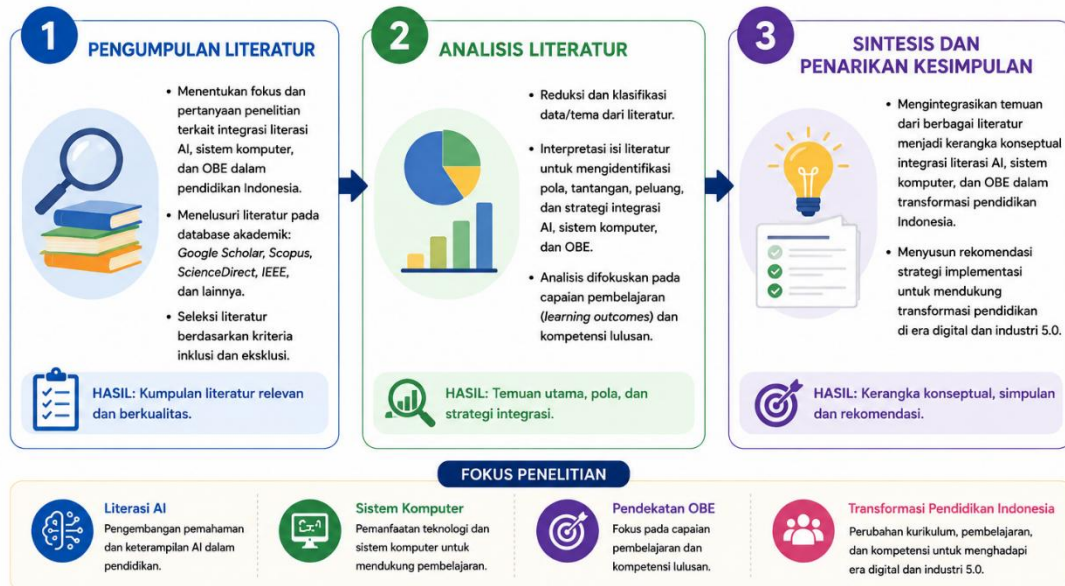 1
PENGUMPULAN LITERATUR
• Menentukan fokus dan
pertanyaan penelitian
terkait integrasi literasi
AI, sistem komputer,
dan OBE dalam
pendidikan Indonesia.
• Menelusuri literatur pada
database akademik:
Google Scholar, Scopus,
ScienceDirect, IEEE,
dan lainnya.
• Seleksi literatur
berdasarkan kriteria
inklusi dan eksklusi.
HASIL: Kumpulan literatur relevan
dan berkualitas.
2
ANALISIS LITERATUR
• Reduksi dan klasifikasi
data/tema dari literatur.
• Interpretasi isi literatur
untuk mengidentifikasi
pola, tantangan, peluang,
dan strategi integrasi
AI, sistem komputer,
dan OBE.
• Analisis difokuskan pada
capaian pembelajaran
(learning outcomes) dan
kompetensi lulusan.
HASIL: Temuan utama, pola, dan
strategi integrasi.
3
SINTESIS DAN
PENARIKAN KESIMPULAN
• Mengintegrasikan temuan
dari berbagai literatur
menjadi kerangka konseptual
integrasi literasi AI, sistem
komputer, dan OBE dalam
transformasi pendidikan
Indonesia.
• Menyusun rekomendasi
strategi implementasi
untuk mendukung
transformasi pendidikan
di era digital dan industri 5.0.
HASIL: Kerangka konseptual, simpulan
dan rekomendasi.
FOKUS PENELITIAN
Literasi AI
Pengembangan pemahaman
dan keterampilan AI dalam
pendidikan.
Sistem Komputer
Pemanfaatan teknologi dan
sistem komputer untuk
mendukung pembelajaran.
Pendekatan OBE
Fokus pada capaian
pembelajaran dan
kompetensi lulusan.
Transformasi Pendidikan Indonesia
Perubahan kurikulum, pembelajaran,
dan kompetensi untuk menghadapi
era digital dan industri 5.0.